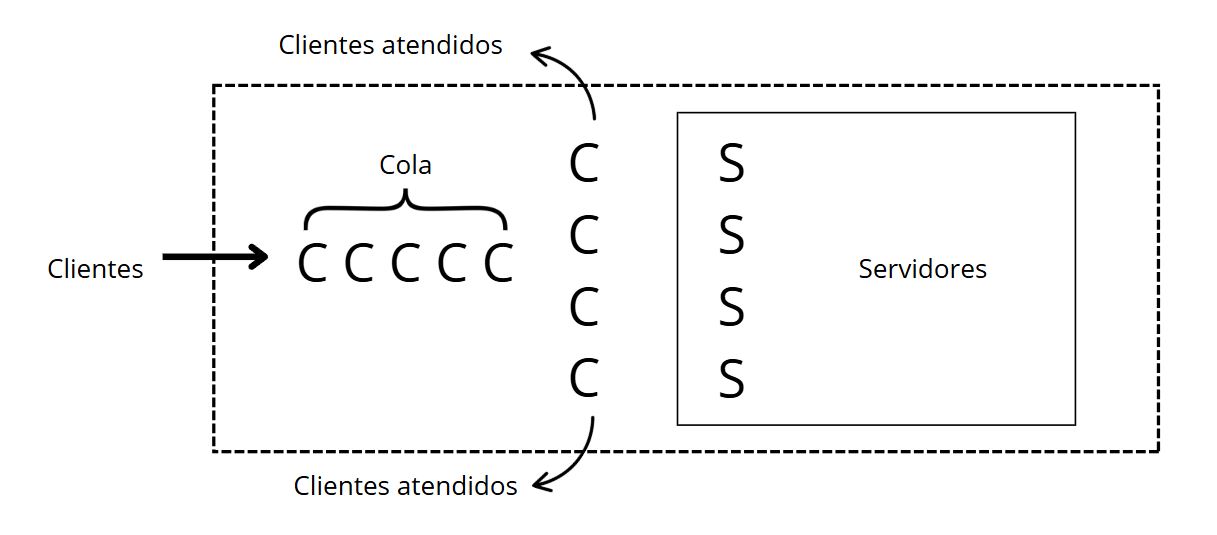 Clientes atendidos
Cola
C
S
C
S
Clientes
C C C C C
Servidores
C
S
C
S
Clientes atendidos